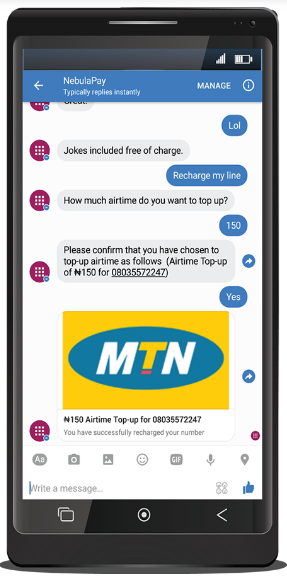 NebulaPay
Typically replies instantly
MANAGE
Great.
Lol
Jokes included free of charge.
Recharge my line
How much airtime do you want to top up?
150
Please confirm that you have chosen to
top-up airtime as follows (Airtime Top-up
of ₦150 for 08035572247)
Yes
MTN
₦150 Airtime Top-up for 08035572247
You have successfully recharged your number
Aa
GIF
Write a message...